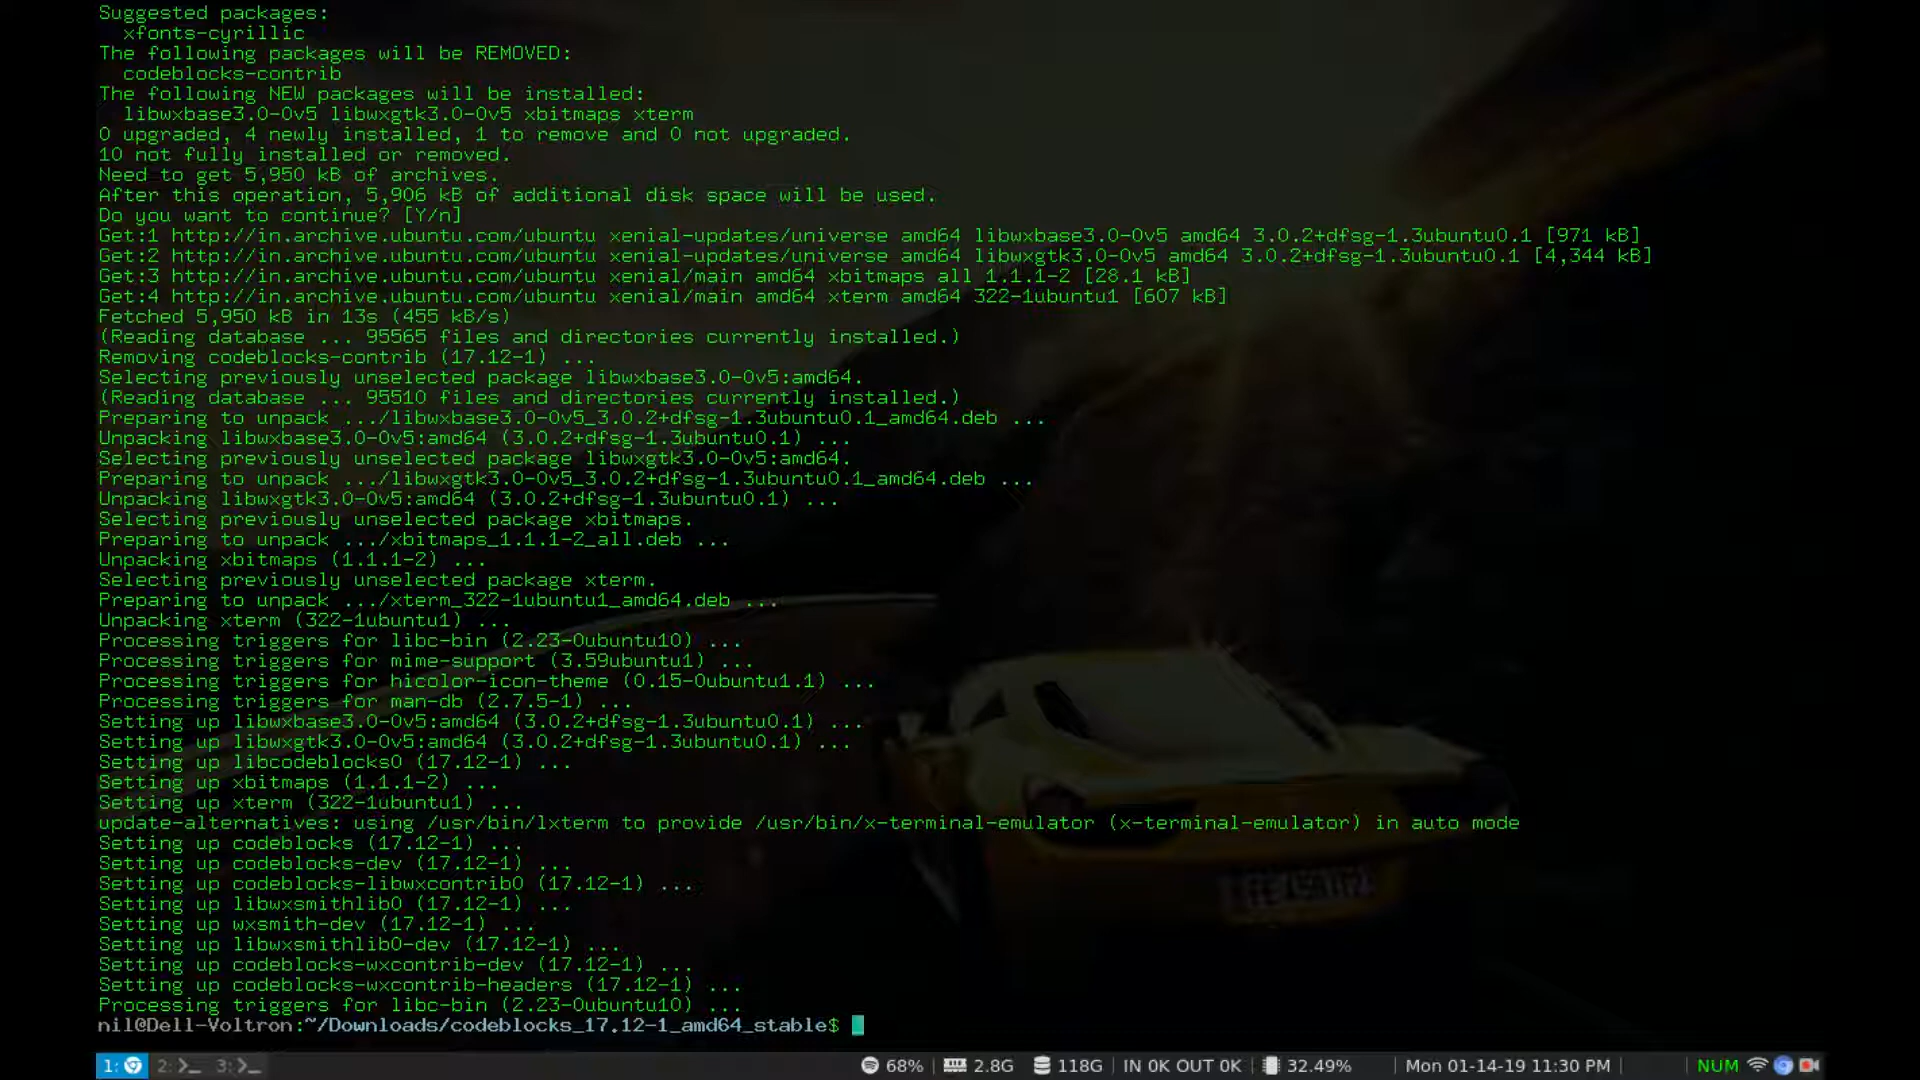 Suggested packages:
xfonts-cyrillic
The following packages will be REMOVED:
codeblocks-contrib
The following NEW packages will be installed:
libwxbase3.0-0v5 libwxgtk3.0-0v5 xbitmaps xterm
0 upgraded, 4 newly installed, 1 to remove and 0 not upgraded.
10 not fully installed or removed.
Need to get 5,950 kB of archives.
After this operation, 5,906 kB of additional disk space will be used.
Do you want to continue? [Y/n]
Get:1 http://in.archive.ubuntu.com/ubuntu xenial-updates/universe amd64 libwxbase3.0-0v5 amd64 3.0.2+dfsg-1.3ubuntu0.1 [971 kB]
Get:2 http://in.archive.ubuntu.com/ubuntu xenial-updates/universe amd64 libwxgtk3.0-0v5 amd64 3.0.2+dfsg-1.3ubuntu0.1 [4,344 kB]
Get:3 http://in.archive.ubuntu.com/ubuntu xenial/main amd64 xbitmaps all 1.1.1-2 [28.1 kB]
Get:4 http://in.archive.ubuntu.com/ubuntu xenial/main amd64 xterm amd64 322-1ubuntu1 [607 kB]
Fetched 5,950 kB in 13s (455 kB/s)
(Reading database ... 95565 files and directories currently installed.)
Removing codeblocks-contrib (17.12-1) ...
Selecting previously unselected package libwxbase3.0-0v5:amd64.
(Reading database ... 95510 files and directories currently installed.)
Preparing to unpack .../libwxbase3.0-0v5_3.0.2+dfsg-1.3ubuntu0.1_amd64.deb ...
Unpacking libwxbase3.0-0v5:amd64 (3.0.2+dfsg-1.3ubuntu0.1) ...
Selecting previously unselected package libwxgtk3.0-0v5:amd64.
Preparing to unpack .../libwxgtk3.0-0v5_3.0.2+dfsg-1.3ubuntu0.1_amd64.deb ...
Unpacking libwxgtk3.0-0v5:amd64 (3.0.2+dfsg-1.3ubuntu0.1) ...
Selecting previously unselected package xbitmaps.
Preparing to unpack .../xbitmaps_1.1.1-2_all.deb ...
Unpacking xbitmaps (1.1.1-2) ...
Selecting previously unselected package xterm.
Preparing to unpack .../xterm_322-1ubuntu1_amd64.deb ...
Unpacking xterm (322-1ubuntu1) ...
Processing triggers for libc-bin (2.23-0ubuntu10) ...
Processing triggers for mime-support (3.59ubuntu1) ...
Processing triggers for hicolor-icon-theme (0.15-0ubuntu1.1) ...
Processing triggers for man-db (2.7.5-1) ...
Setting up libwxbase3.0-0v5:amd64 (3.0.2+dfsg-1.3ubuntu0.1) ...
Setting up libwxgtk3.0-0v5:amd64 (3.0.2+dfsg-1.3ubuntu0.1) ...
Setting up libcodeblocks0 (17.12-1) ...
Setting up xbitmaps (1.1.1-2) ...
Setting up xterm (322-1ubuntu1) ...
update-alternatives: using /usr/bin/lxterm to provide /usr/bin/x-terminal-emulator (x-terminal-emulator) in auto mode
Setting up codeblocks (17.12-1) ...
Setting up codeblocks-dev (17.12-1) ...
Setting up codeblocks-libwxcontrib0 (17.12-1) ...
Setting up libwxsmithlib0 (17.12-1) ...
Setting up wxsmith-dev (17.12-1) ...
Setting up libwxsmithlib0-dev (17.12-1) ...
Setting up codeblocks-wxcontrib-dev (17.12-1) ...
Setting up codeblocks-wxcontrib-headers (17.12-1) ...
Processing triggers for libc-bin (2.23-0ubuntu10) ...
nil@Dell-Voltron:~/Downloads/codeblocks_17.12-1_amd64_stable$
1: 2: >_ 3: >_ 68% | 2.8G | 118G | IN 0K OUT 0K | 32.49% | Mon 01-14-19 11:30 PM | NUM